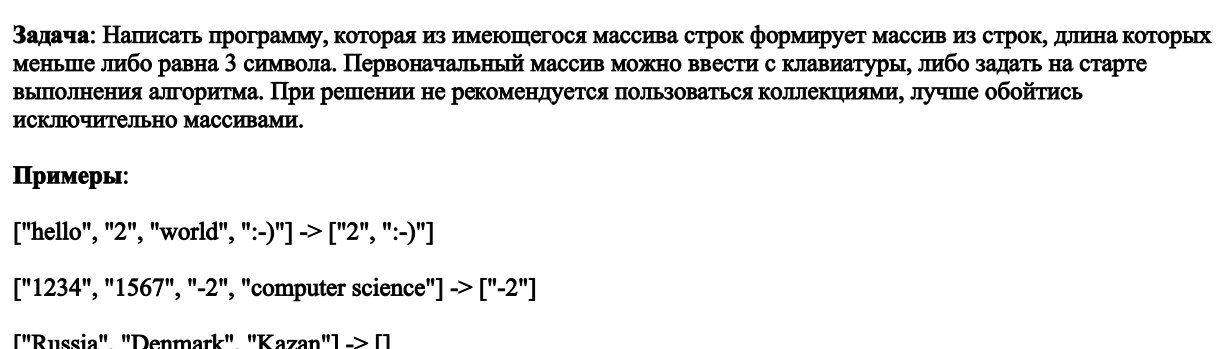 Задача: Написать программу, которая из имеющегося массива строк формирует массив из строк, длина которых
меньше либо равна 3 символа. Первоначальный массив можно ввести с клавиатуры, либо задать на старте
выполнения алгоритма. При решении не рекомендуется пользоваться коллекциями, лучше обойтись
исключительно массивами.
Примеры:
["hello", "2", "world", ":-)"] -> ["2", ":-)"]
["1234", "1567", "-2", "computer science"] -> ["-2"]
["Russia", "Denmark", "Kazan"] -> []